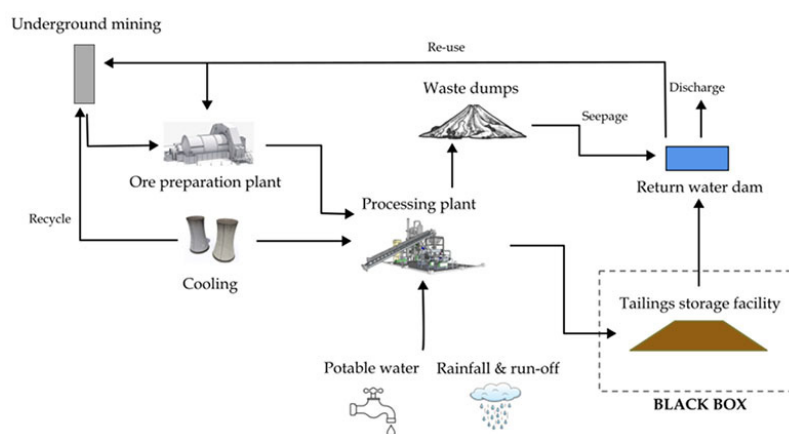 Underground mining
Re-use
Waste dumps
Discharge
Seepage
Ore preparation plant
Return water dam
Processing plant
Recycle
Cooling
Tailings storage facility
Potable water
Rainfall & run-off
BLACK BOX